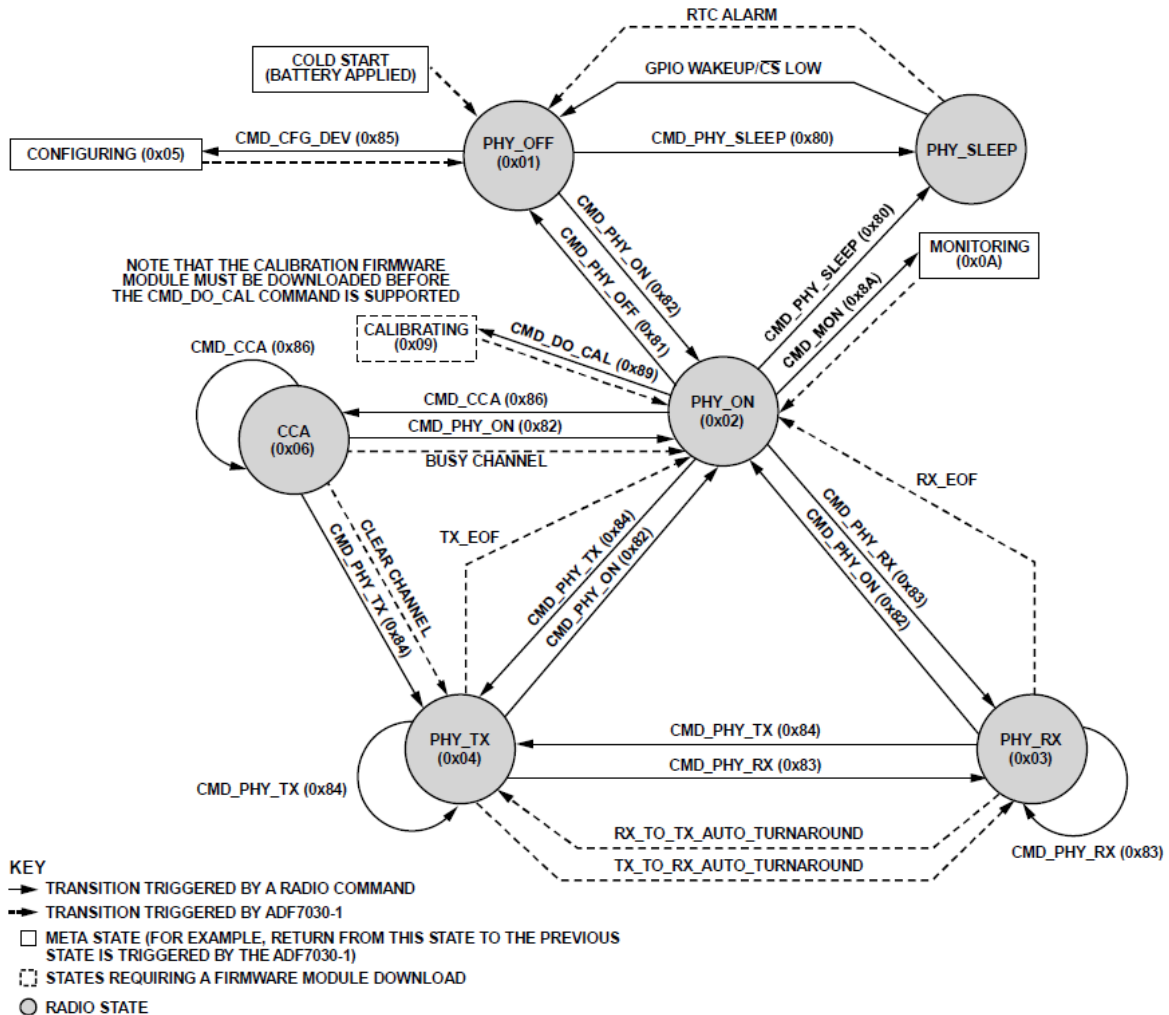 RTC ALARM
COLD START
(BATTERY APPLIED)
GPIO WAKEUP/CS LOW
CMD_CFG_DEV (0x85)
PHY_OFF
(0x01)
CMD_PHY_SLEEP (0x80)
PHY_SLEEP
CONFIGURING (0x05)
CMD_PHY_ON (0x82)
CMD_PHY_OFF (0x81)
CMD_PHY_SLEEP (0x80)
CMD_MON (0x8A)
MONITORING
(0x0A)
NOTE THAT THE CALIBRATION FIRMWARE
MODULE MUST BE DOWNLOADED BEFORE
THE CMD_DO_CAL COMMAND IS SUPPORTED
CALIBRATING
(0x09)
CMD_DO_CAL (0x89)
CMD_CCA (0x86)
CMD_CCA (0x86)
PHY_ON
(0x02)
CCA
(0x06)
CMD_PHY_ON (0x82)
BUSY CHANNEL
RX_EOF
CLEAR CHANNEL
CMD_PHY_TX (0x84)
TX_EOF
CMD_PHY_TX (0x84)
CMD_PHY_ON (0x82)
CMD_PHY_RX (0x83)
CMD_PHY_ON (0x82)
PHY_TX
(0x04)
CMD_PHY_TX (0x84)
CMD_PHY_RX (0x83)
PHY_RX
(0x03)
CMD_PHY_TX (0x84)
RX_TO_TX_AUTO_TURNAROUND
TX_TO_RX_AUTO_TURNAROUND
CMD_PHY_RX (0x83)
KEY
TRANSITION TRIGGERED BY A RADIO COMMAND
TRANSITION TRIGGERED BY ADF7030-1
META STATE (FOR EXAMPLE, RETURN FROM THIS STATE TO THE PREVIOUS
STATE IS TRIGGERED BY THE ADF7030-1)
STATES REQUIRING A FIRMWARE MODULE DOWNLOAD
RADIO STATE